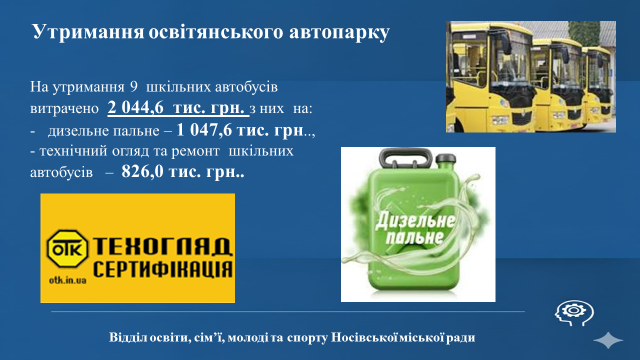 Утримання освітянського автопарку
На утримання 9 шкільних автобусів
витрачено 2 044,6 тис. грн. з них на:
- дизельне пальне – 1 047,6 тис. грн..,
- технічний огляд та ремонт шкільних
автобусів – 826,0 тис. грн..
Дизельне
пальне
ОТК ТЕХОГЛЯД
СЕРТИФІКАЦІЯ
otk.in.ua
Відділ освіти, сім’ї, молоді та спорту Носівської міської ради